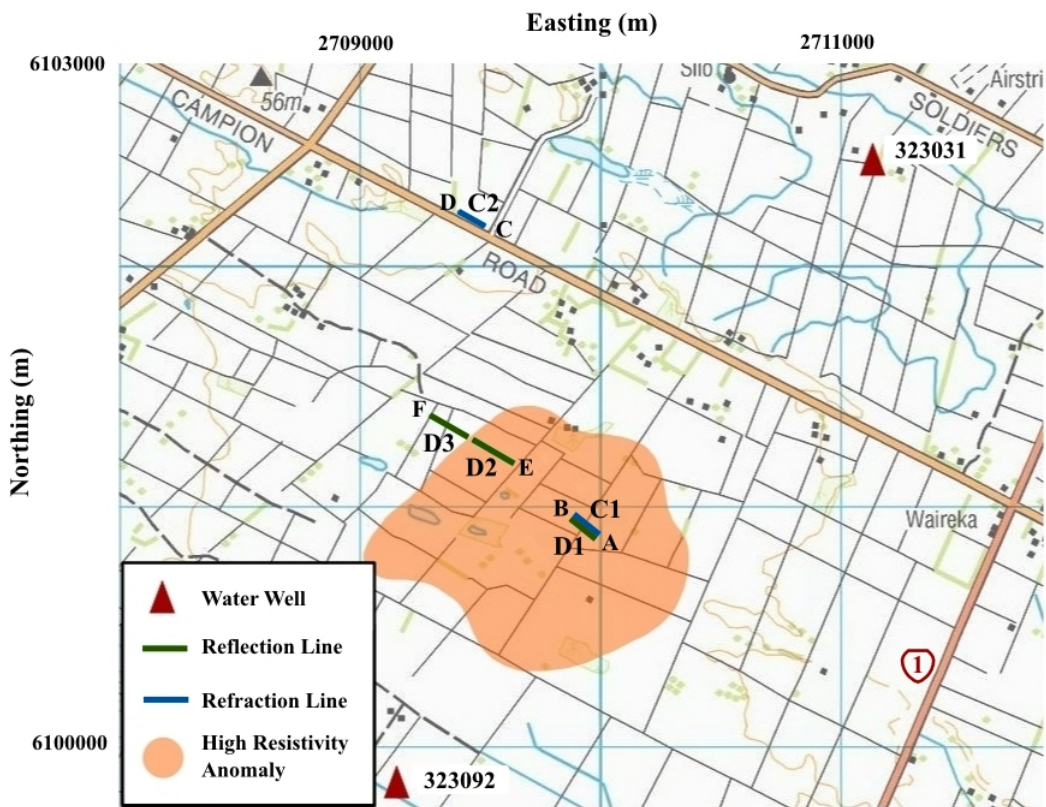 Easting (m)
2709000
2711000
6103000
Silo
Airstri
56m
CAMPION
SOLDIERS
323031
D C2
C
ROAD
Northing (m)
F
D3
D2 E
B C1
D1 A
Waireka
Water Well
Reflection Line
1
Refraction Line
High Resistivity
Anomaly
6100000
323092